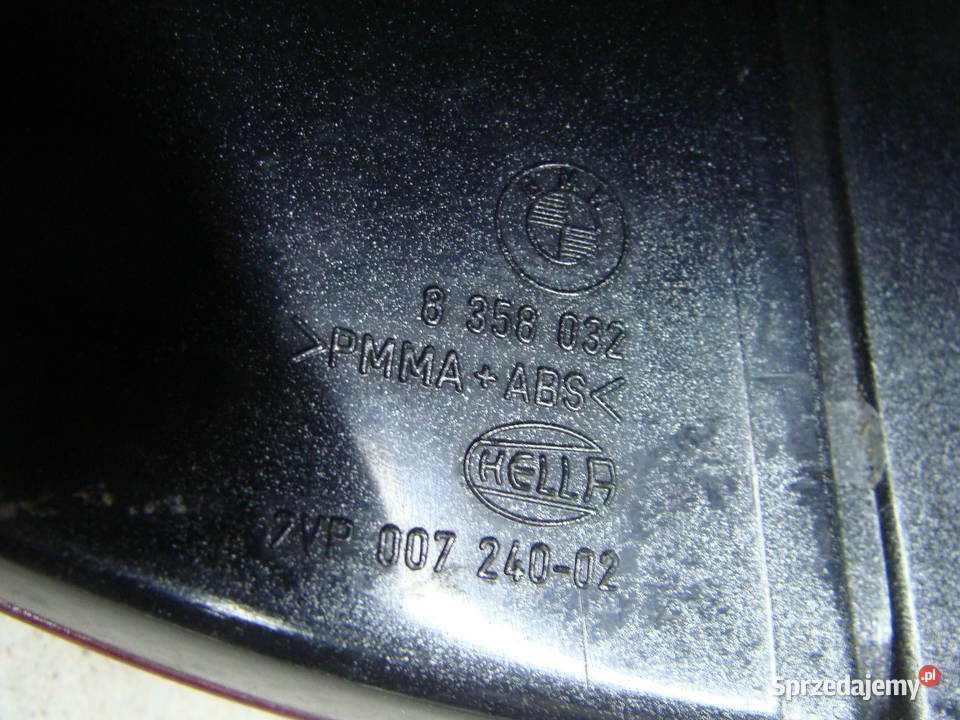 BMW
8 358 032
>PMMA+ABS<
HELLA
2VP 007 240-02
Sprzedajemy.pl